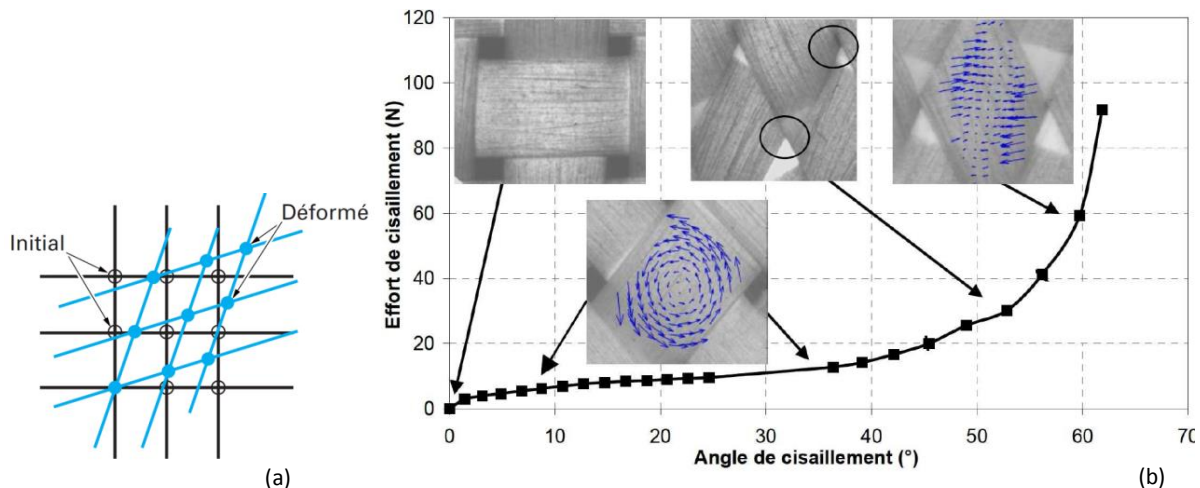 Initial
Déformé
(a)
Effort de cisaillement (N)
120
100
80
60
40
20
0
0
10
20
30
40
50
60
70
Angle de cisaillement (°)
(b)